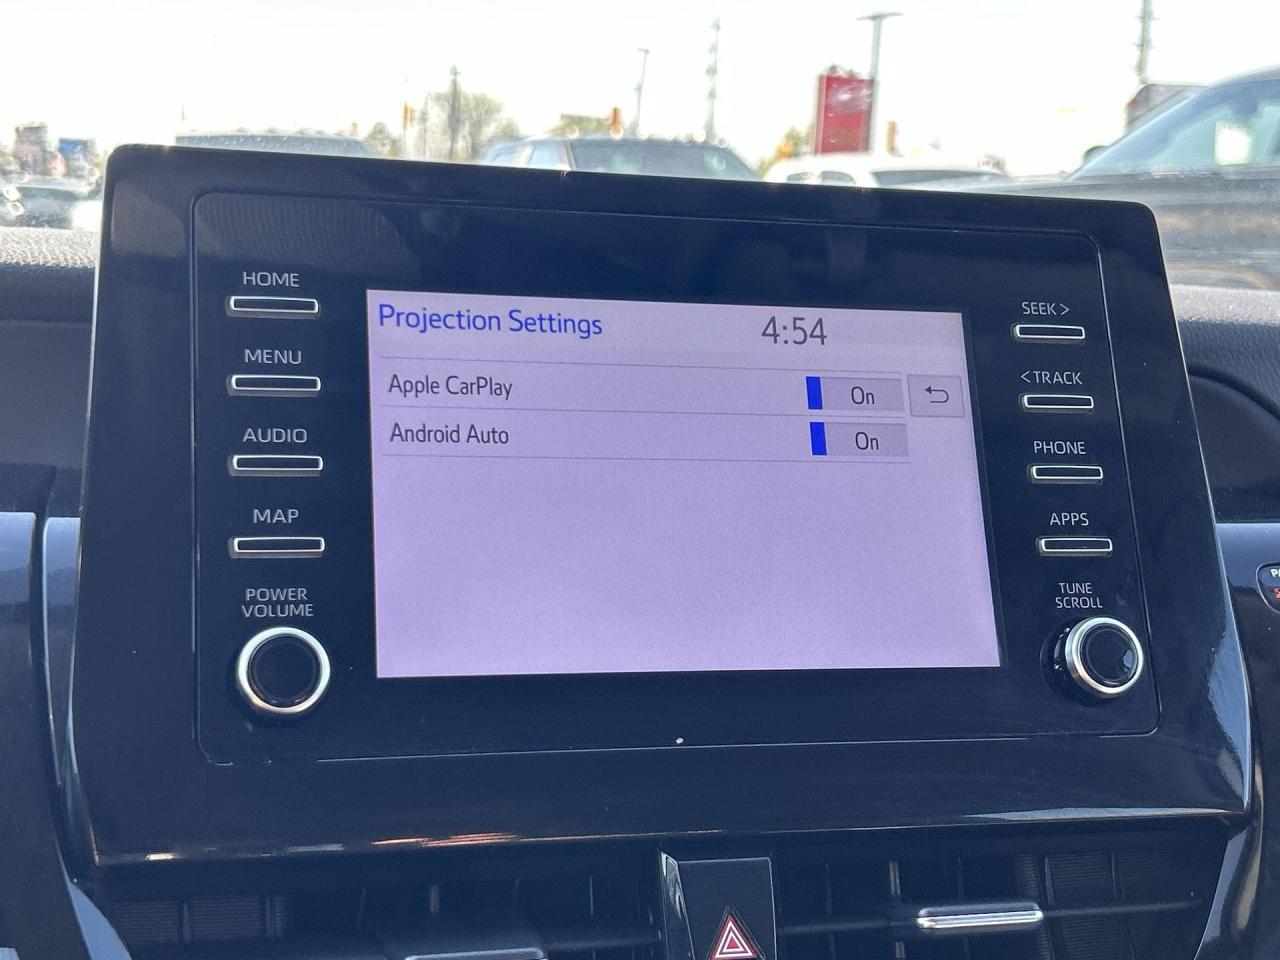 HOME
MENU
AUDIO
MAP
POWER
VOLUME
Projection Settings
4:54
Apple CarPlay
On
Android Auto
On
SEEK >
< TRACK
PHONE
APPS
TUNE
SCROLL